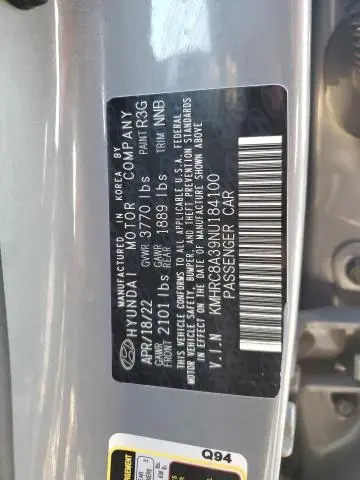 MANUFACTURED IN KOREA BY
HYUNDAI MOTOR COMPANY
APR/18/22 GVWR 3770 lbs PAINT R3G
GAWR FRONT 2101 lbs GAWR REAR 1889 lbs TRIM NNB
THIS VEHICLE CONFORMS TO ALL APPLICABLE U.S.A. FEDERAL
MOTOR VEHICLE SAFETY, BUMPER, AND THEFT PREVENTION STANDARDS
IN EFFECT ON THE DATE OF MANUFACTURE SHOWN ABOVE
V.I.N KMHRC8A39NU184100
PASSENGER CAR
Q94